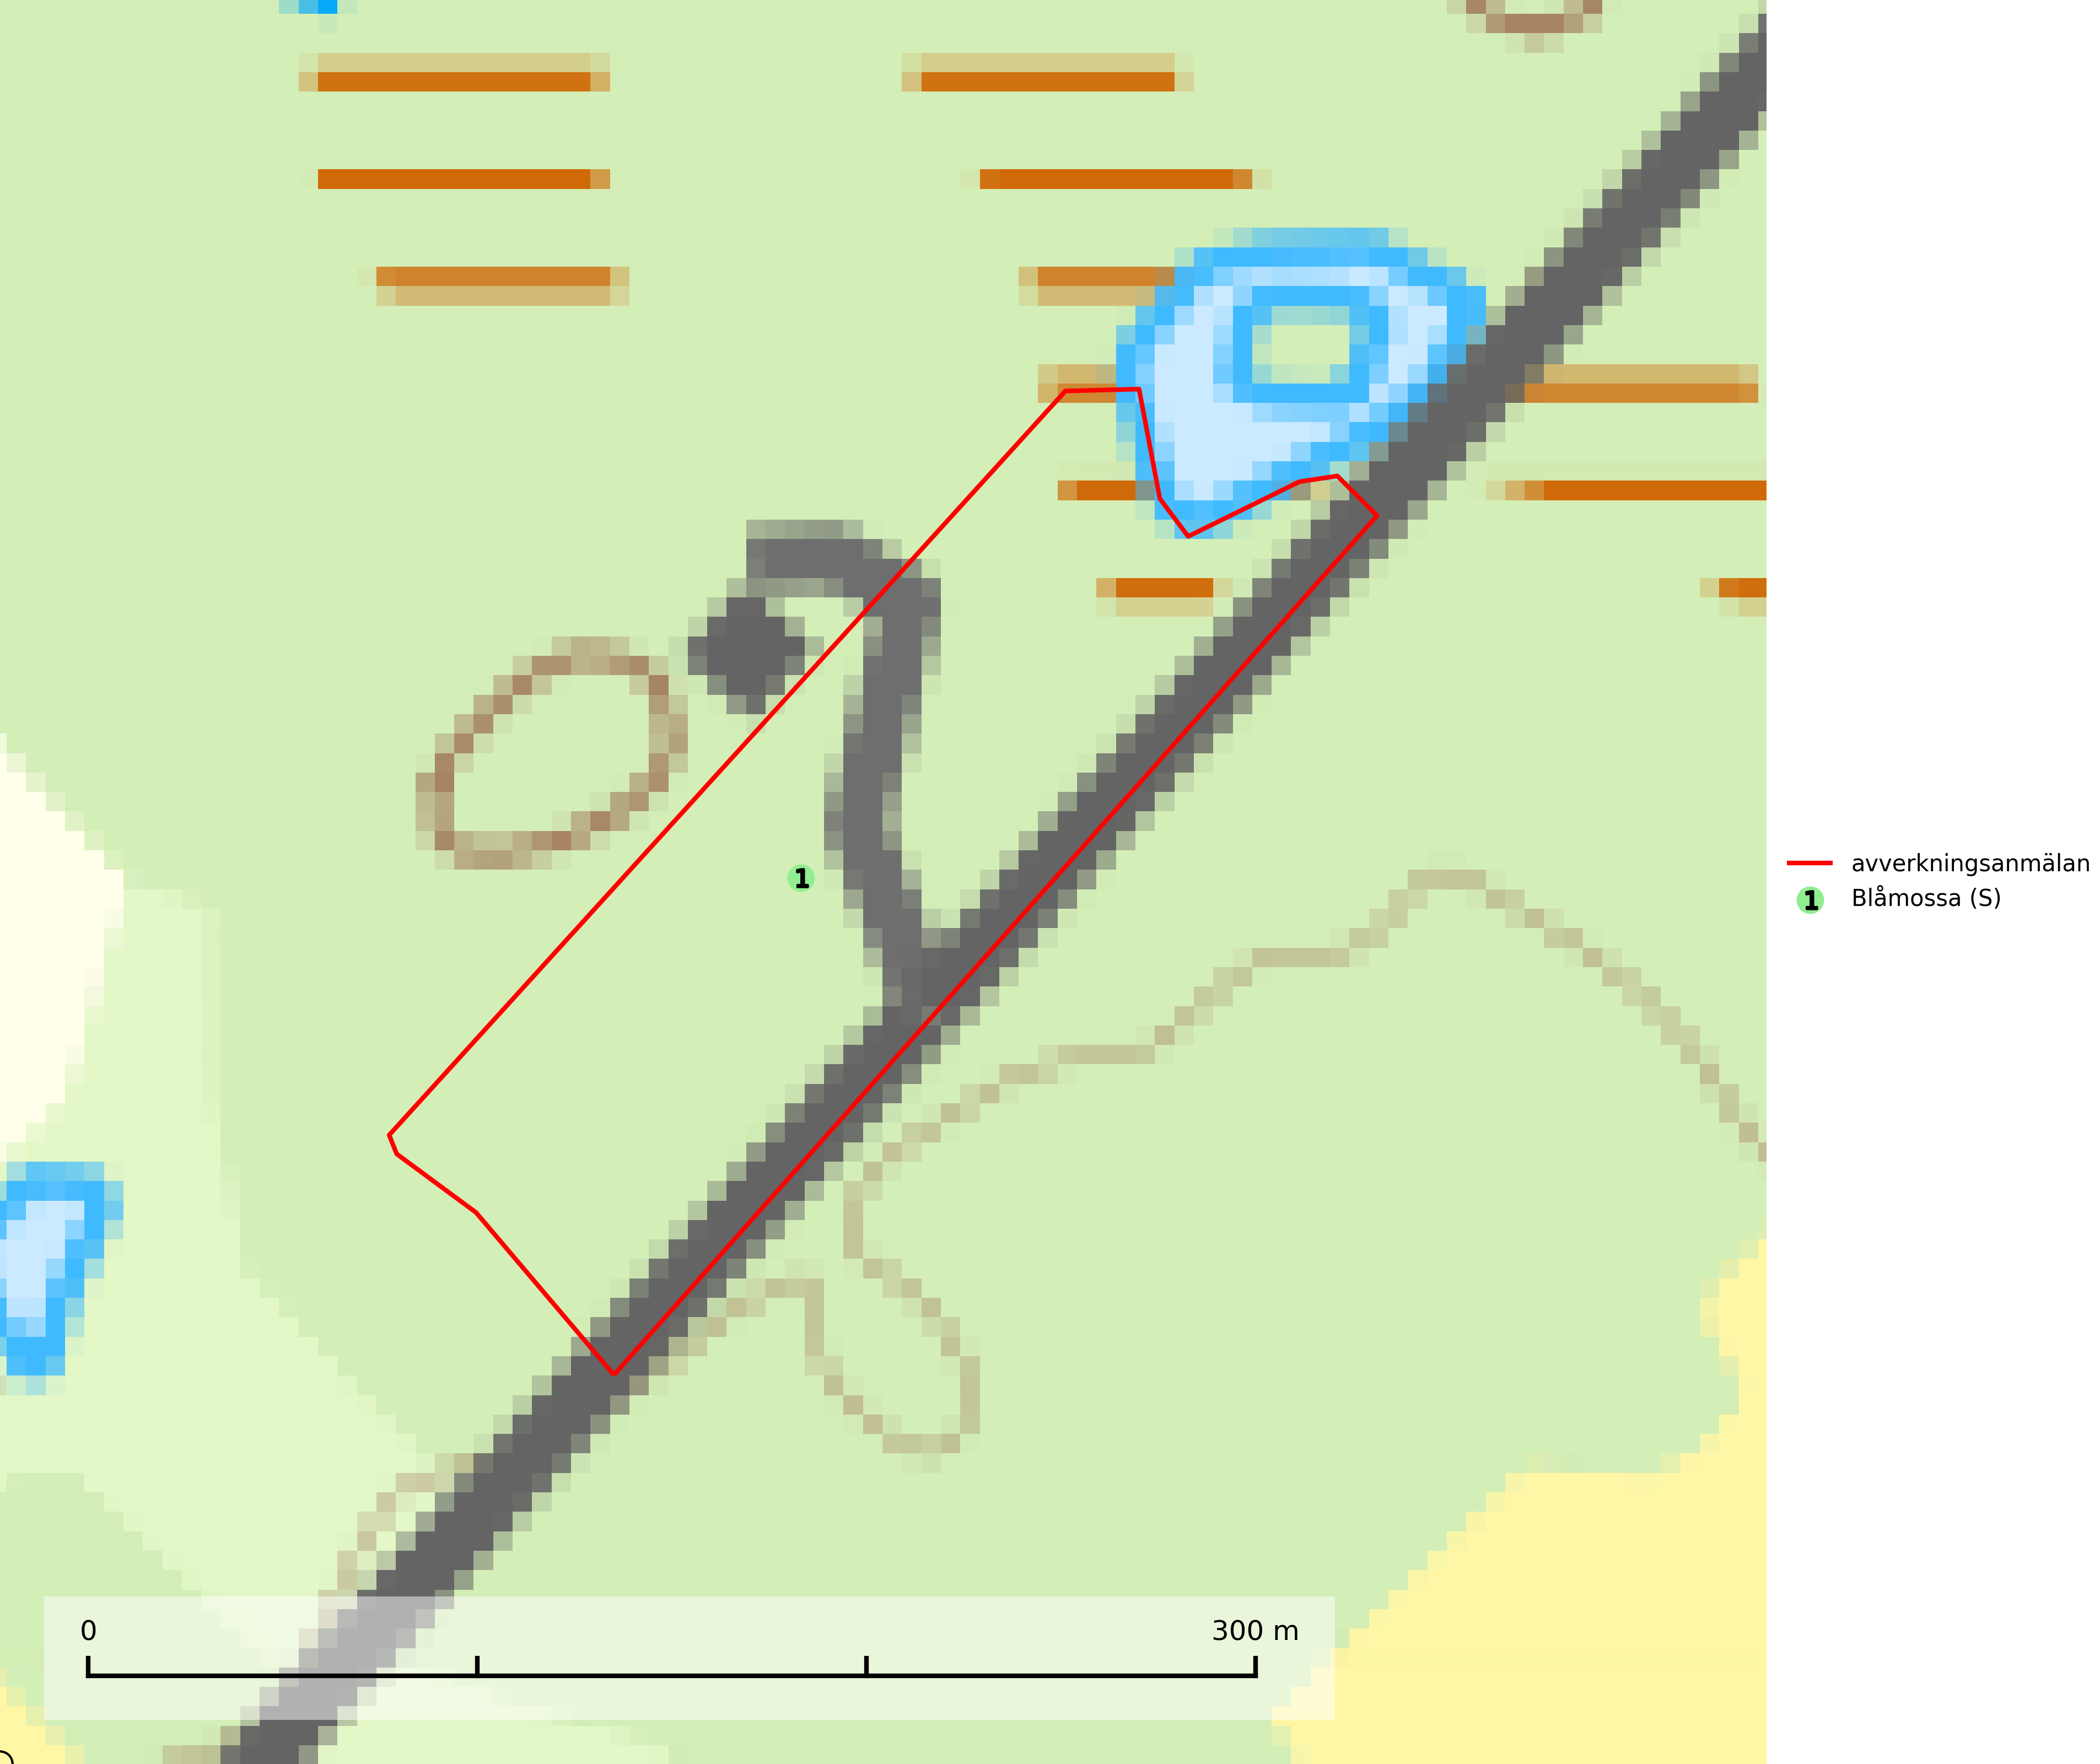 1
avverkningsanmälan
1 Blåmossa (S)
0 300 m